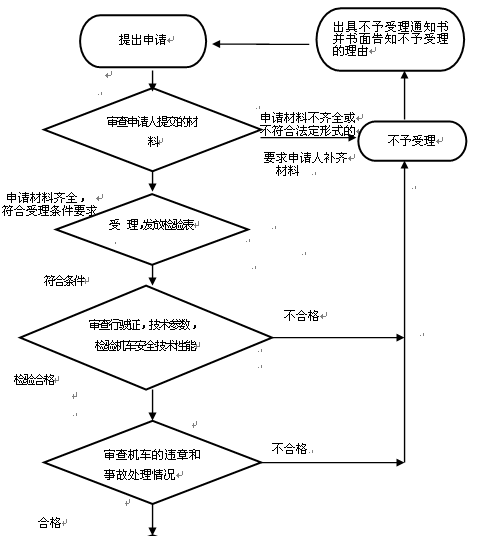 提出申请
出具不予受理通知书
并书面告知不予受理
的理由
审查申请人提交的材
料
申请材料不齐全或
不符合法定形式的
要求申请人补齐
材料
不予受理
申请材料齐全，
符合受理条件要求
受 理,发放检验表
符合条件
审查行驶证，技术参数，
检验机车安全技术性能
不合格
检验合格
审查机车的违章和
事故处理情况
不合格
合格